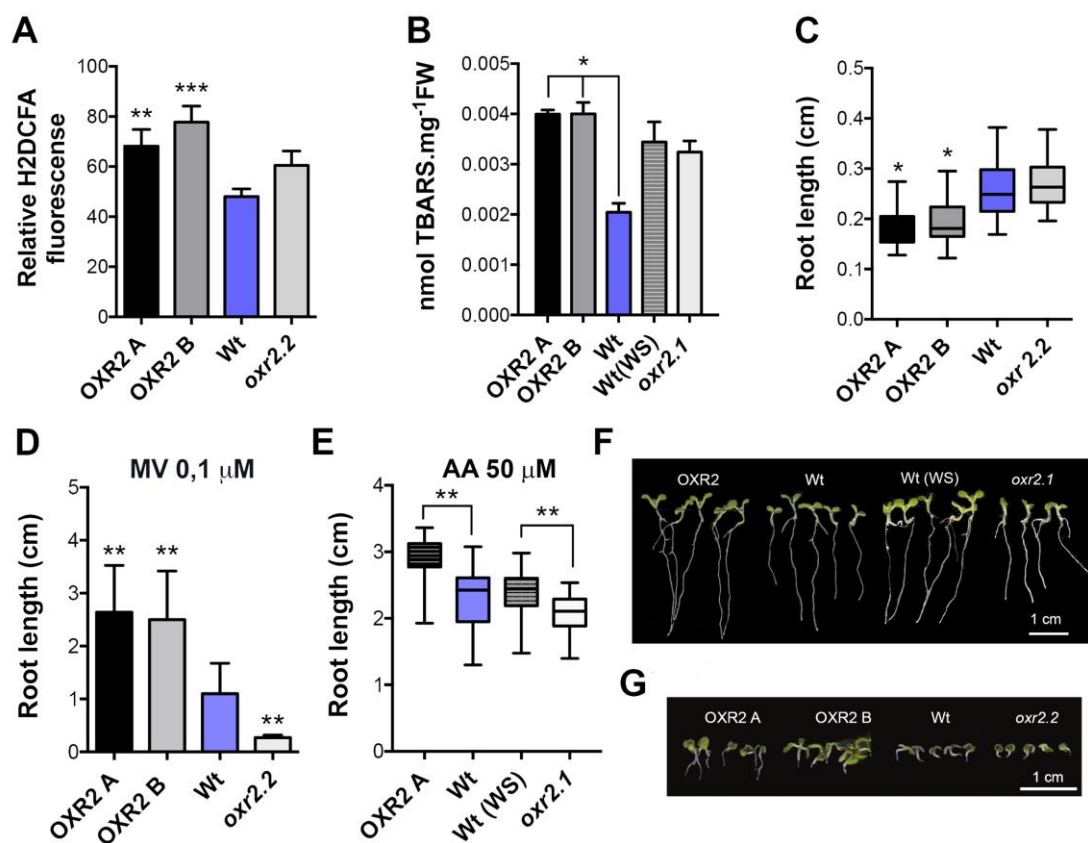 A
Relative H2DCFA
fluorescense
100
80
60
40
20
0
**
***
OXR2 A
OXR2 B
Wt
oxr2.2
B
nmol TBARS.mg-1FW
0.005
0.004
0.003
0.002
0.001
0.000
*
OXR2 A
OXR2 B
Wt
Wt(WS)
oxr2.1
C
Root length (cm)
0.5
0.4
0.3
0.2
0.1
0.0
*
*
OXR2 A
OXR2 B
Wt
oxr 2.2
D
MV 0,1 μM
Root length (cm)
5
4
3
2
1
0
**
**
**
OXR2 A
OXR2 B
Wt
oxr2.2
E
AA 50 μM
Root length (cm)
4
3
2
1
0
**
**
OXR2 A
Wt
Wt (WS)
oxr2.1
F
OXR2
Wt
Wt (WS)
oxr2.1
1 cm
G
OXR2 A
OXR2 B
Wt
oxr2.2
1 cm